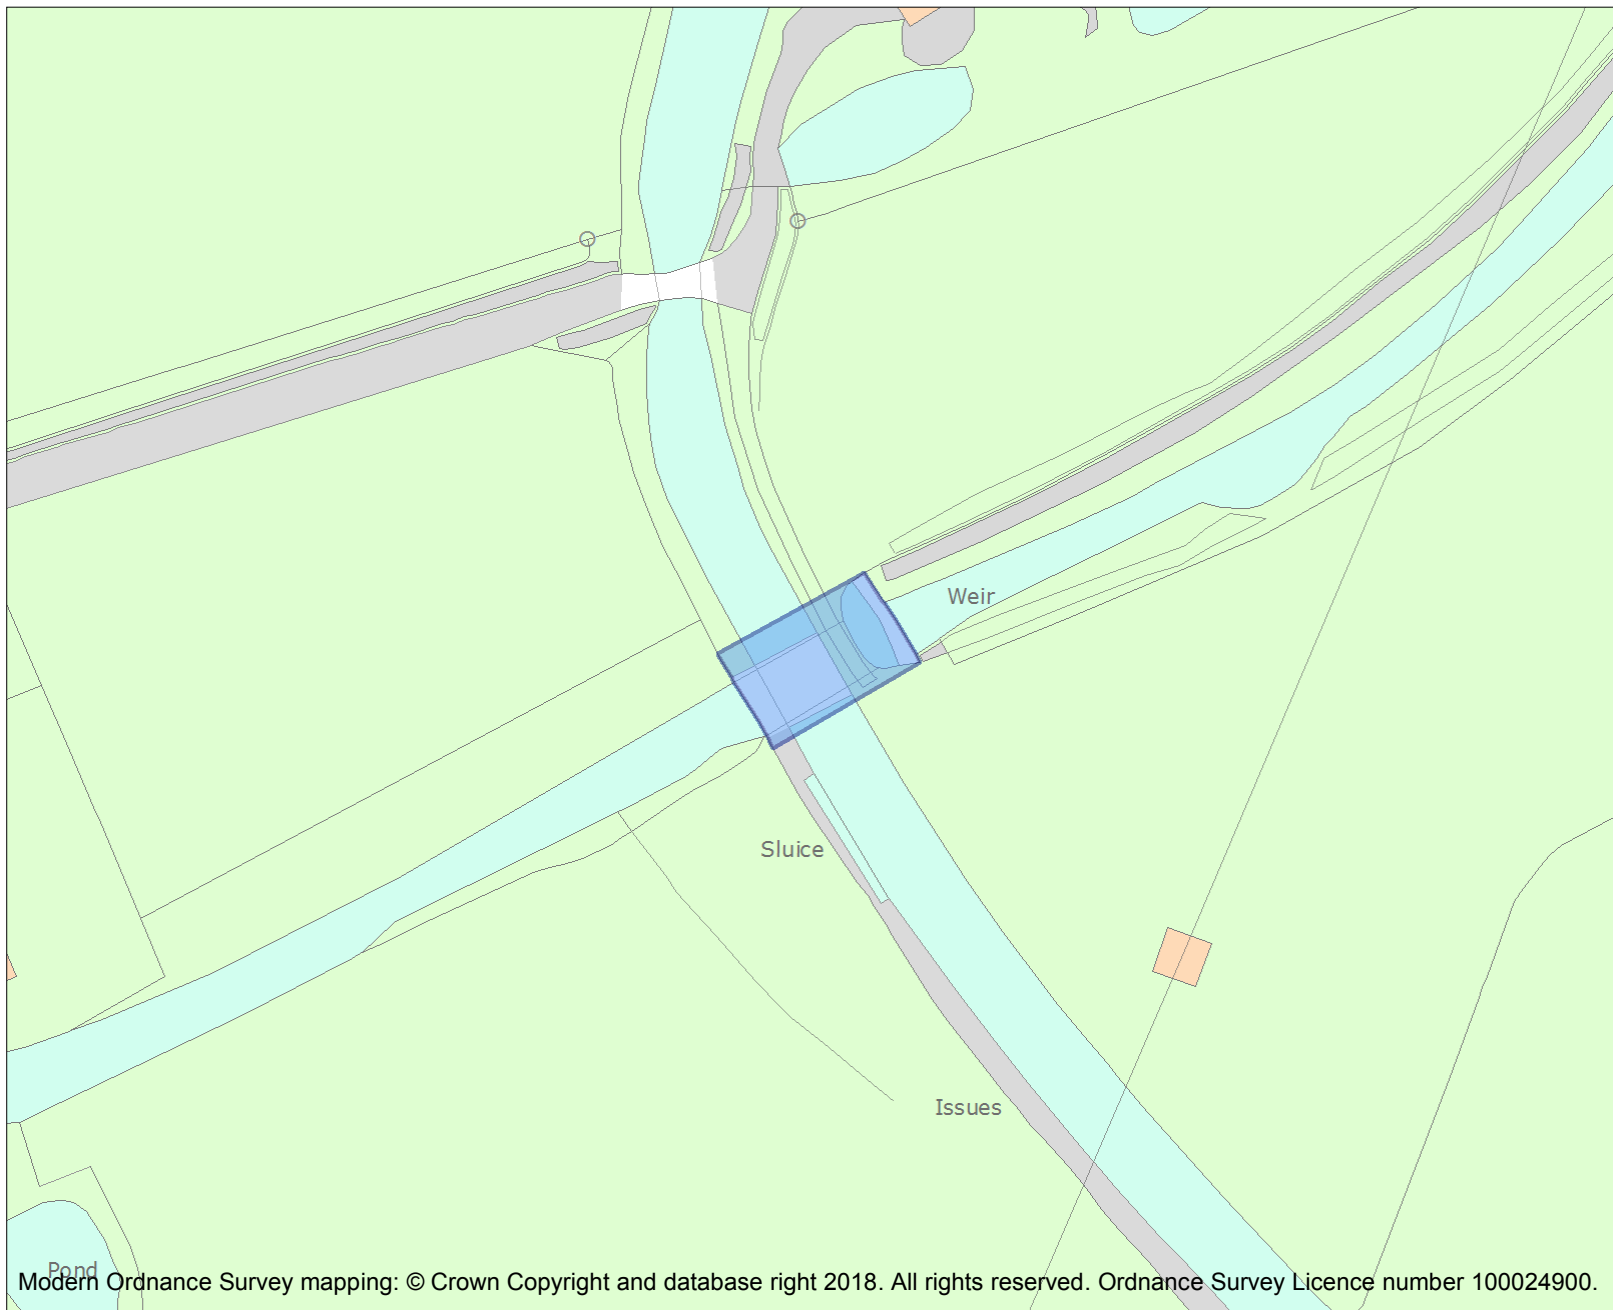 Weir
Sluice
Issues
Pond
Modern Ordnance Survey mapping: © Crown Copyright and database right 2018. All rights reserved. Ordnance Survey Licence number 100024900.